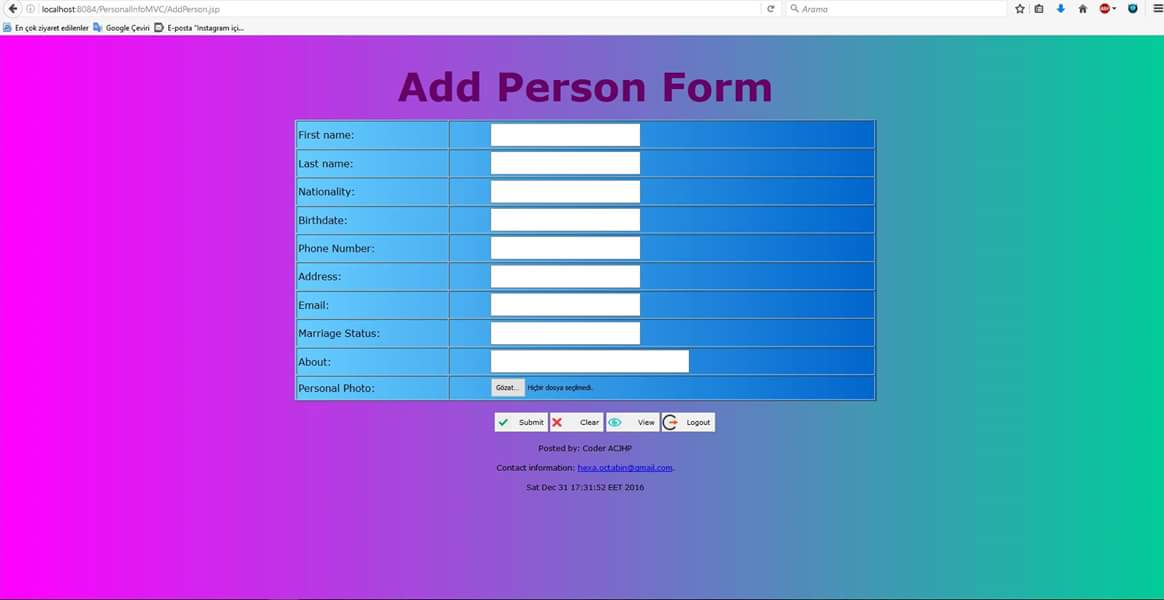 localhost:8084/PersonalInfoMVC/AddPerson.jsp
Arama
En çok ziyaret edilenler Google Çeviri E-posta "Instagram içi...
Add Person Form
First name:
Last name:
Nationality:
Birthdate:
Phone Number:
Address:
Email:
Marriage Status:
About:
Personal Photo: Gözat... Hiçbir dosya seçilmedi.
Submit Clear View Logout
Posted by: Coder ACJHP
Contact information: hexa.octabin@gmail.com.
Sat Dec 31 17:31:52 EET 2016